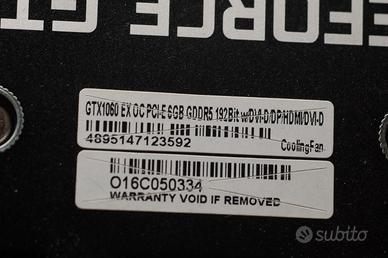 GEFORCE GT
GTX1060 EX OC PCI-E 6GB GDDR5 192Bit w/DVI-D/DP/HDMI/DVI-D
4895147123592
CoolingFan
O16C050334
WARRANTY VOID IF REMOVED
subito